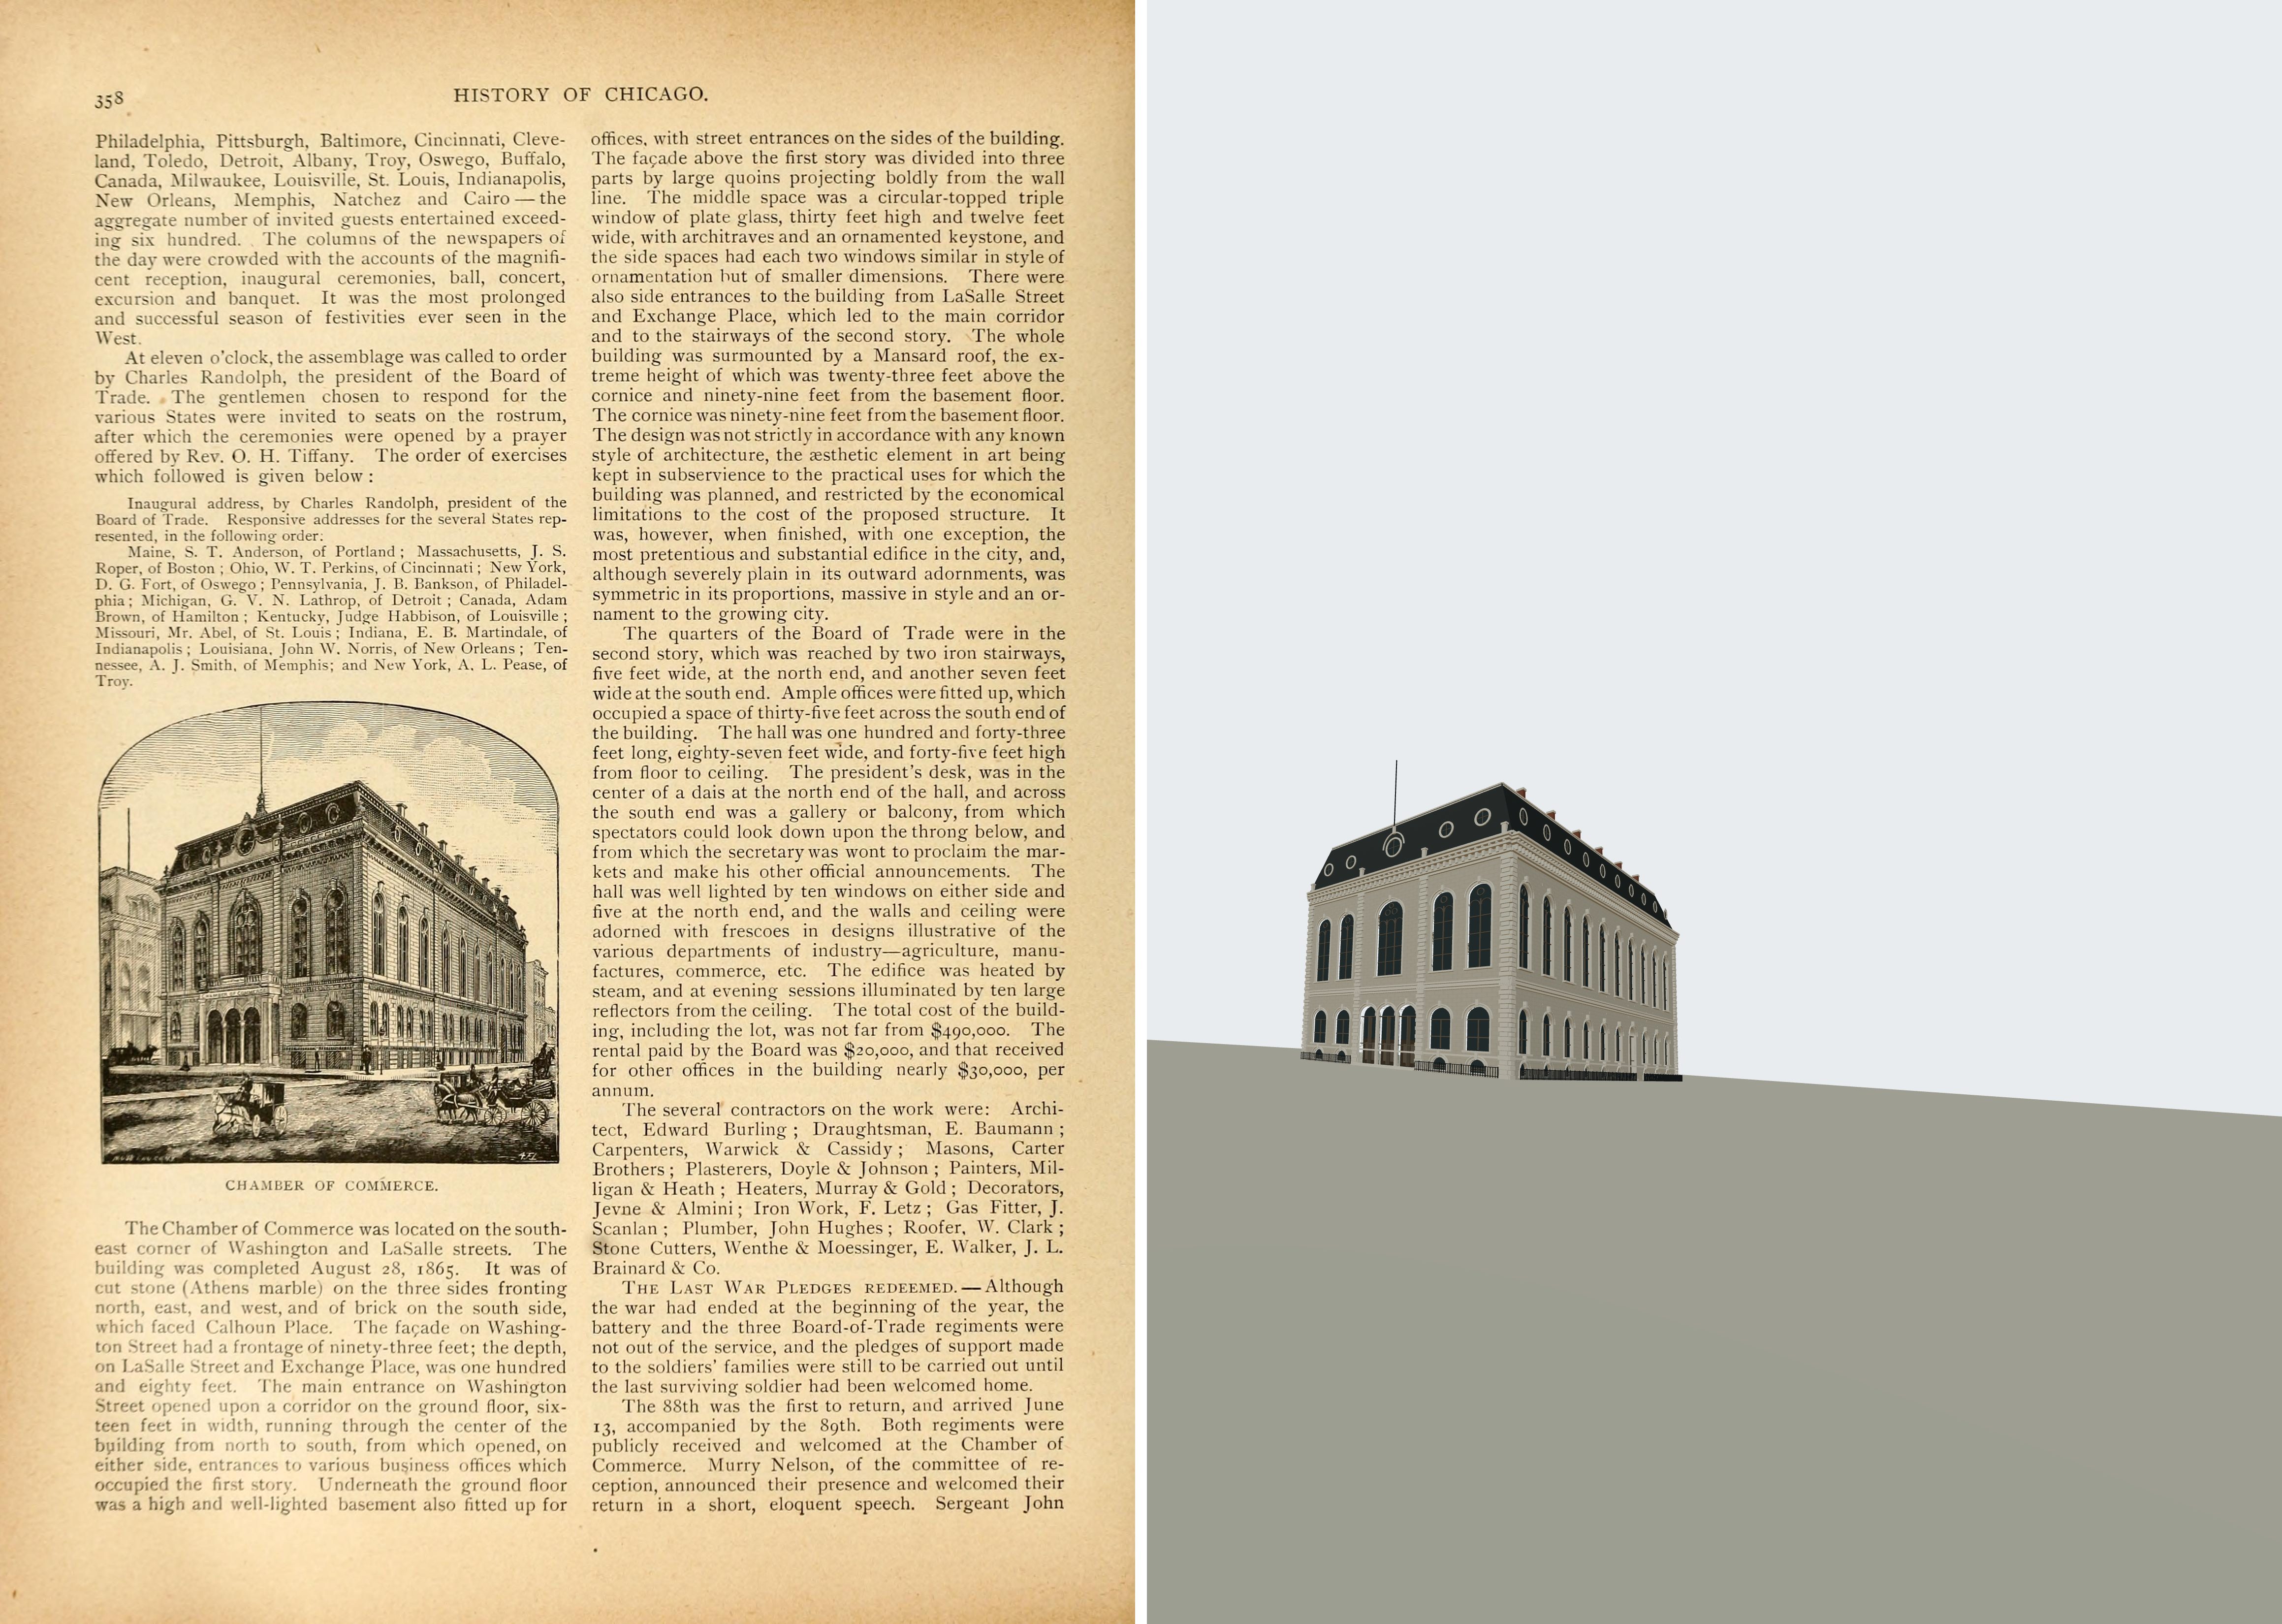 358
HISTORY OF CHICAGO.
Philadelphia, Pittsburgh, Baltimore, Cincinnati, Cleve-
land, Toledo, Detroit, Albany, Troy, Oswego, Buffalo,
Canada, Milwaukee, Louisville, St. Louis, Indianapolis,
New Orleans, Memphis, Natchez and Cairo — the
aggregate number of invited guests entertained exceed-
ing six hundred. The columns of the newspapers of
the day were crowded with the accounts of the magnifi-
cent reception, inaugural ceremonies, ball, concert,
excursion and banquet. It was the most prolonged
and successful season of festivities ever seen in the
West.
At eleven o'clock, the assemblage was called to order
by Charles Randolph, the president of the Board of
Trade. The gentlemen chosen to respond for the
various States were invited to seats on the rostrum,
after which the ceremonies were opened by a prayer
offered by Rev. O. H. Tiffany. The order of exercises
which followed is given below :
Inaugural address, by Charles Randolph, president of the
Board of Trade. Responsive addresses for the several States rep-
resented, in the following order:
Maine, S. T. Anderson, of Portland ; Massachusetts, J. S.
Roper, of Boston ; Ohio, W. T. Perkins, of Cincinnati ; New York,
D. G. Fort, of Oswego ; Pennsylvania, J. B. Bankson, of Philadel-
phia ; Michigan, G. V. N. Lathrop, of Detroit ; Canada, Adam
Brown, of Hamilton ; Kentucky, Judge Habbison, of Louisville ;
Missouri, Mr. Abel, of St. Louis ; Indiana, E. B. Martindale, of
Indianapolis ; Louisiana, John W. Norris, of New Orleans ; Ten-
nessee, A. J. Smith, of Memphis; and New York, A. L. Pease, of
Troy.
CHAMBER OF COMMERCE.
The Chamber of Commerce was located on the south-
east corner of Washington and LaSalle streets. The
building was completed August 28, 1865. It was of
cut stone (Athens marble) on the three sides fronting
north, east, and west, and of brick on the south side,
which faced Calhoun Place. The façade on Washing-
ton Street had a frontage of ninety-three feet; the depth,
on LaSalle Street and Exchange Place, was one hundred
and eighty feet. The main entrance on Washington
Street opened upon a corridor on the ground floor, six-
teen feet in width, running through the center of the
building from north to south, from which opened, on
either side, entrances to various business offices which
occupied the first story. Underneath the ground floor
was a high and well-lighted basement also fitted up for
offices, with street entrances on the sides of the building.
The façade above the first story was divided into three
parts by large quoins projecting boldly from the wall
line. The middle space was a circular-topped triple
window of plate glass, thirty feet high and twelve feet
wide, with architraves and an ornamented keystone, and
the side spaces had each two windows similar in style of
ornamentation but of smaller dimensions. There were
also side entrances to the building from LaSalle Street
and Exchange Place, which led to the main corridor
and to the stairways of the second story. The whole
building was surmounted by a Mansard roof, the ex-
treme height of which was twenty-three feet above the
cornice and ninety-nine feet from the basement floor.
The cornice was ninety-nine feet from the basement floor.
The design was not strictly in accordance with any known
style of architecture, the æsthetic element in art being
kept in subservience to the practical uses for which the
building was planned, and restricted by the economical
limitations to the cost of the proposed structure. It
was, however, when finished, with one exception, the
most pretentious and substantial edifice in the city, and,
although severely plain in its outward adornments, was
symmetric in its proportions, massive in style and an or-
nament to the growing city.
The quarters of the Board of Trade were in the
second story, which was reached by two iron stairways,
five feet wide, at the north end, and another seven feet
wide at the south end. Ample offices were fitted up, which
occupied a space of thirty-five feet across the south end of
the building. The hall was one hundred and forty-three
feet long, eighty-seven feet wide, and forty-five feet high
from floor to ceiling. The president's desk, was in the
center of a dais at the north end of the hall, and across
the south end was a gallery or balcony, from which
spectators could look down upon the throng below, and
from which the secretary was wont to proclaim the mar-
kets and make his other official announcements. The
hall was well lighted by ten windows on either side and
five at the north end, and the walls and ceiling were
adorned with frescoes in designs illustrative of the
various departments of industry—agriculture, manu-
factures, commerce, etc. The edifice was heated by
steam, and at evening sessions illuminated by ten large
reflectors from the ceiling. The total cost of the build-
ing, including the lot, was not far from $490,000. The
rental paid by the Board was $20,000, and that received
for other offices in the building nearly $30,000, per
annum.
The several contractors on the work were: Archi-
tect, Edward Burling ; Draughtsman, E. Baumann ;
Carpenters, Warwick & Cassidy ; Masons, Carter
Brothers ; Plasterers, Doyle & Johnson ; Painters, Mil-
ligan & Heath ; Heaters, Murray & Gold ; Decorators,
Jevne & Almini ; Iron Work, F. Letz ; Gas Fitter, J.
Scanlan ; Plumber, John Hughes ; Roofer, W. Clark ;
Stone Cutters, Wenthe & Moessinger, E. Walker, J. L.
Brainard & Co.
THE LAST WAR PLEDGES REDEEMED. — Although
the war had ended at the beginning of the year, the
battery and the three Board-of-Trade regiments were
not out of the service, and the pledges of support made
to the soldiers' families were still to be carried out until
the last surviving soldier had been welcomed home.
The 88th was the first to return, and arrived June
13, accompanied by the 89th. Both regiments were
publicly received and welcomed at the Chamber of
Commerce. Murry Nelson, of the committee of re-
ception, announced their presence and welcomed their
return in a short, eloquent speech. Sergeant John